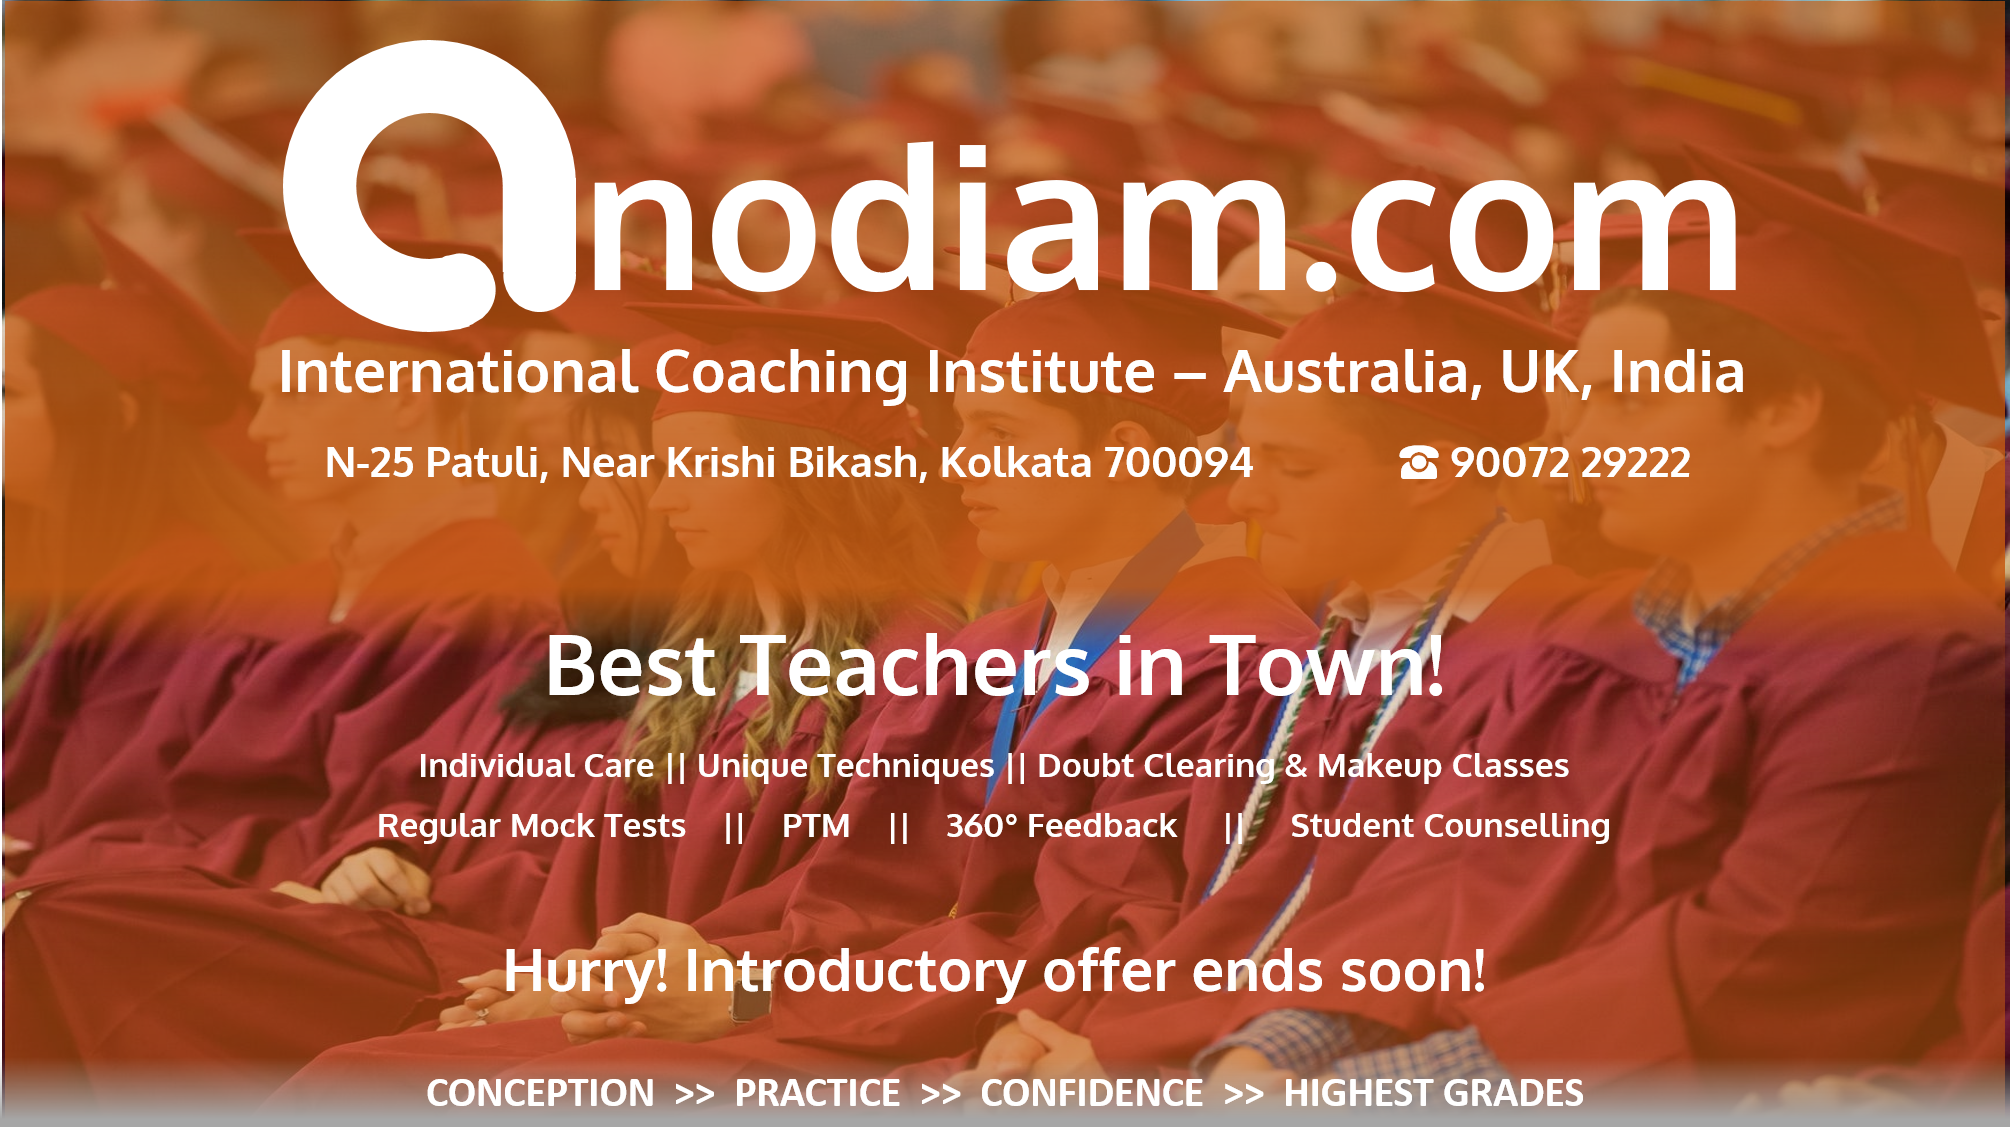 anodiam.com
International Coaching Institute – Australia, UK, India
N-25 Patuli, Near Krishi Bikash, Kolkata 700094 ☎ 90072 29222
Best Teachers in Town!
Individual Care || Unique Techniques || Doubt Clearing & Makeup Classes
Regular Mock Tests || PTM || 360° Feedback || Student Counselling
Hurry! Introductory offer ends soon!
CONCEPTION >> PRACTICE >> CONFIDENCE >> HIGHEST GRADES